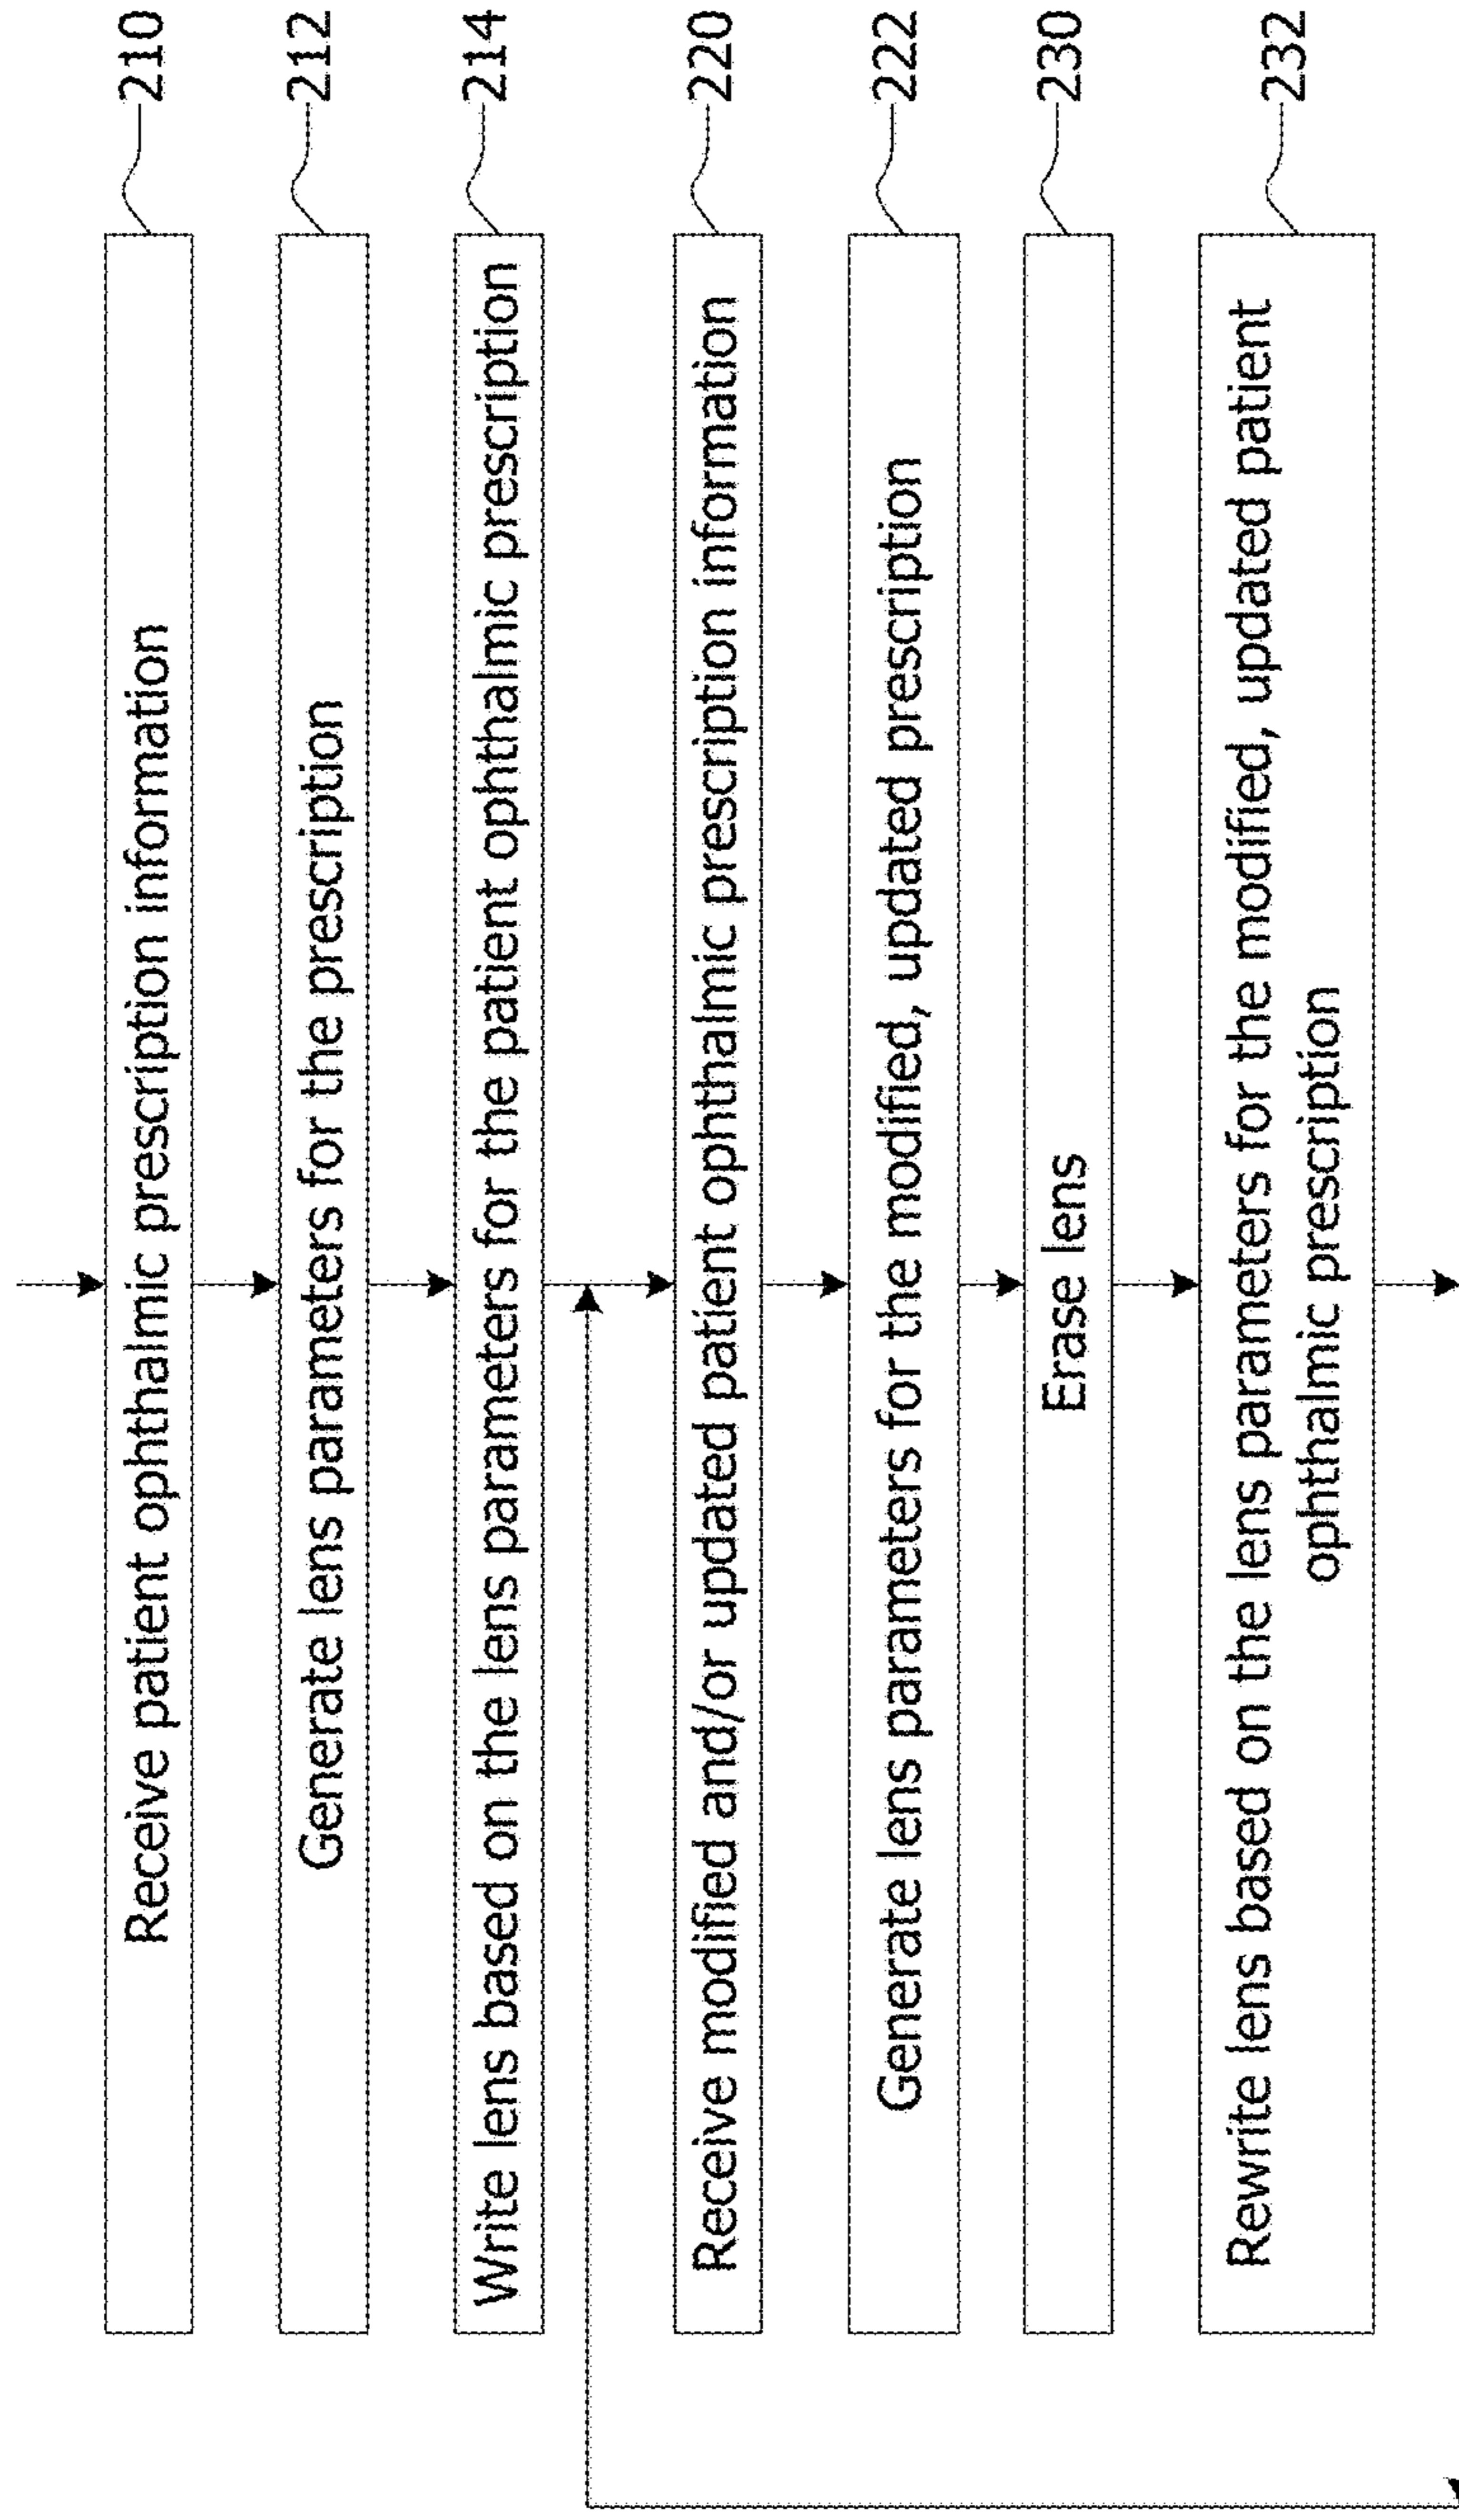 Receive patient ophthalmic prescription information
210
Generate lens parameters for the prescription
212
Write lens based on the lens parameters for the patient ophthalmic prescription
214
Receive modified and/or updated patient ophthalmic prescription information
220
Generate lens parameters for the modified, updated prescription
222
Erase lens
230
Rewrite lens based on the lens parameters for the modified, updated patient
ophthalmic prescription
232